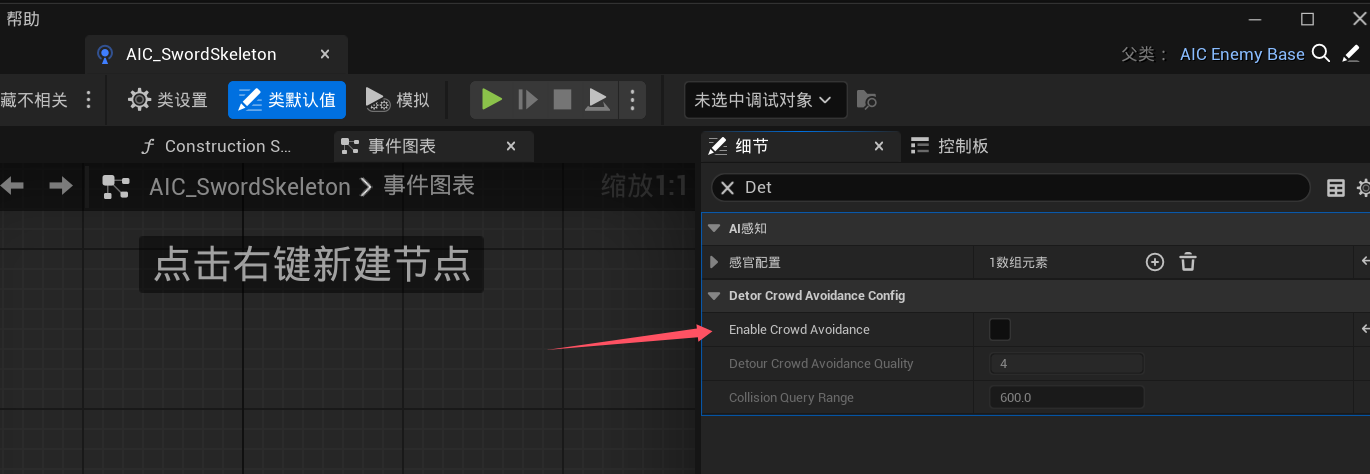 帮助
AIC_SwordSkeleton
父类： AIC Enemy Base
藏不相关 类设置 类默认值 模拟 未选中调试对象
Construction S... 事件图表 细节 控制板
AIC_SwordSkeleton 事件图表 缩放1:1
Det
点击右键新建节点
AI感知
感官配置 1数组元素
Detor Crowd Avoidance Config
Enable Crowd Avoidance
Detour Crowd Avoidance Quality 4
Collision Query Range 600.0